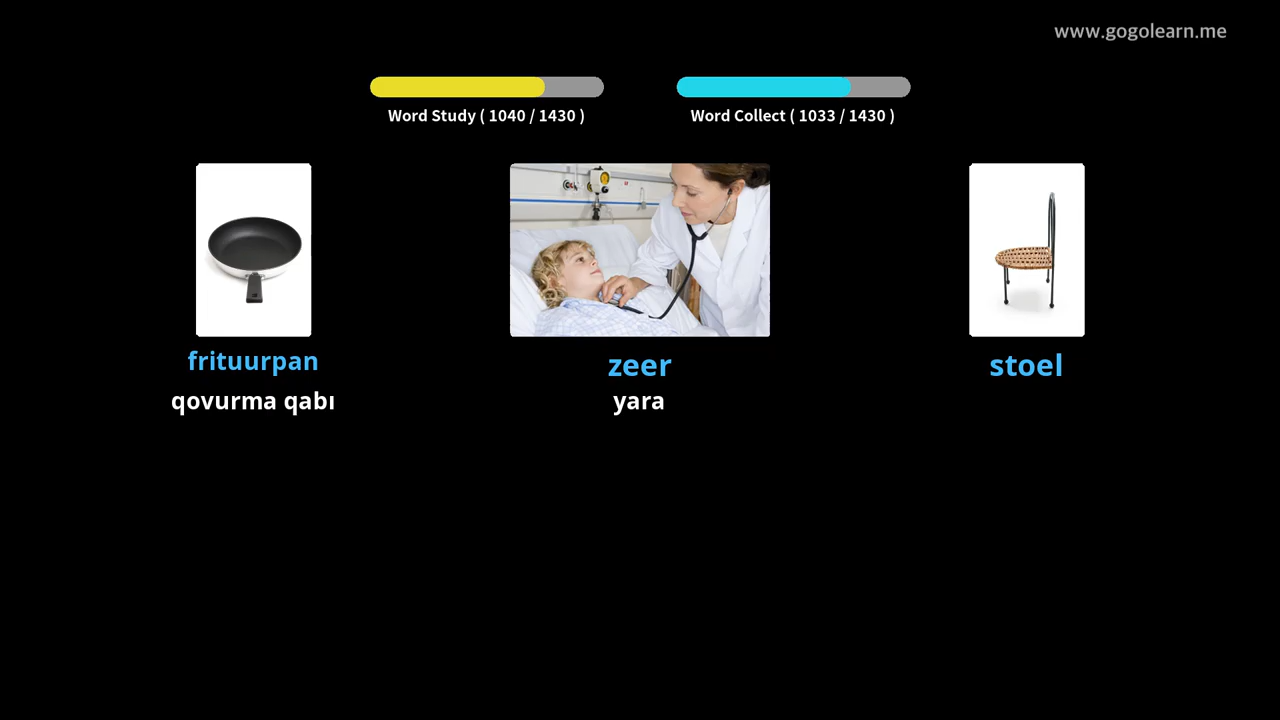 www.gogolearn.me
Word Study ( 1040 / 1430 )
Word Collect ( 1033 / 1430 )
frituurpan
zeer
stoel
qovurma qabı
yara